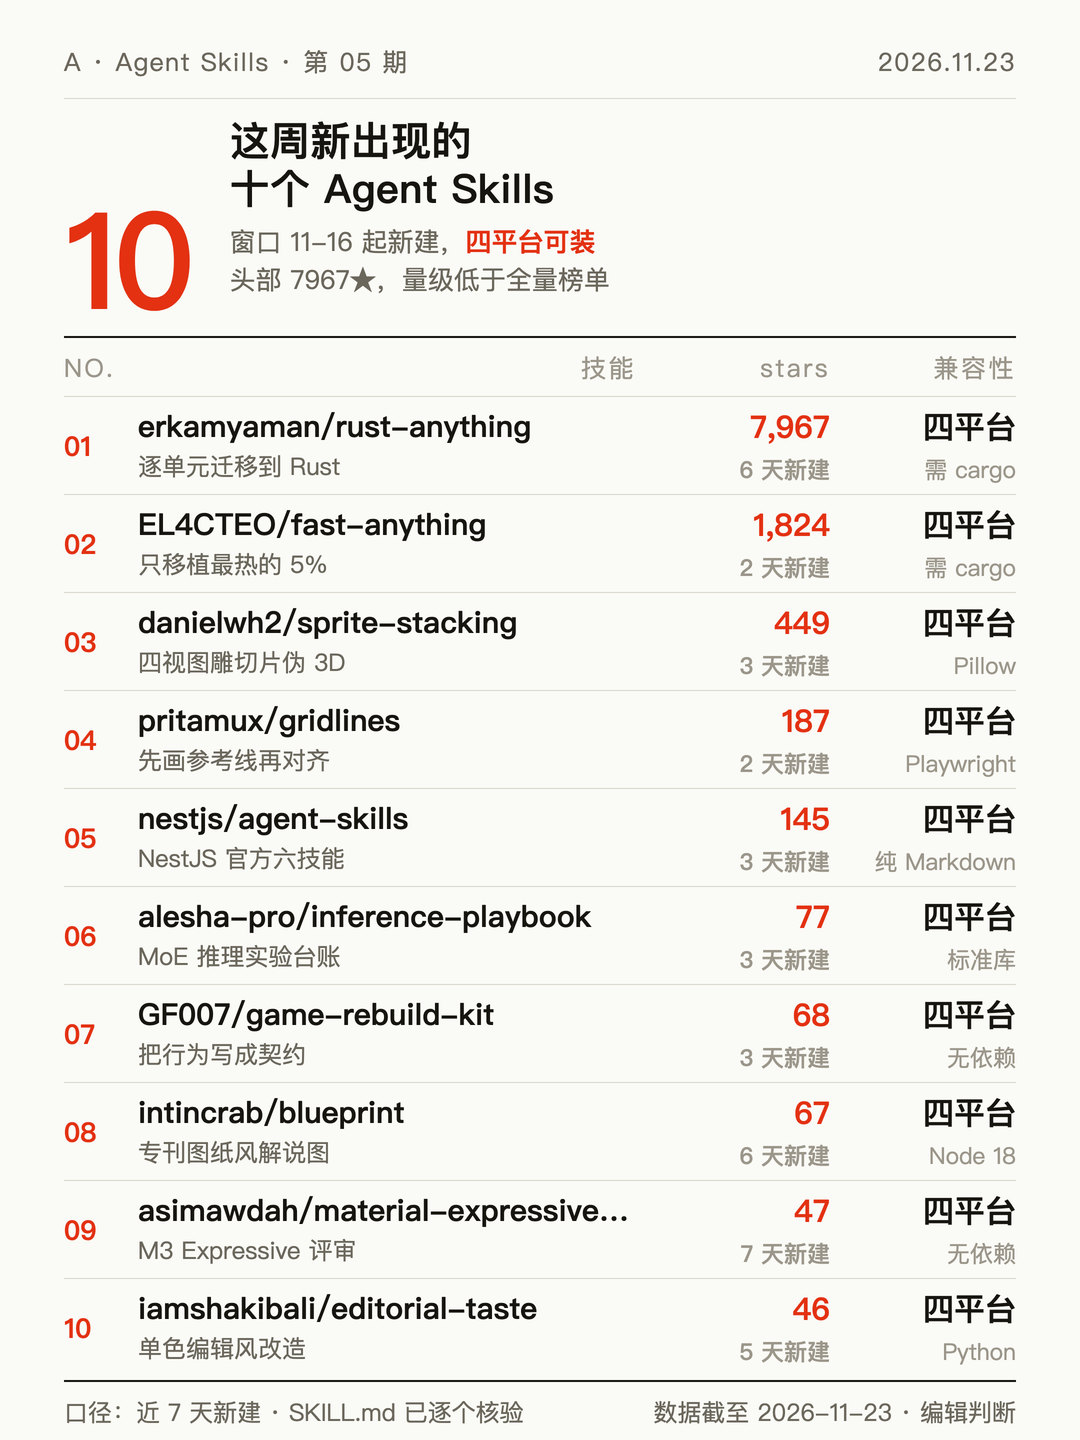 A · Agent Skills · 第 05 期
2026.11.23
10
这周新出现的
十个 Agent Skills
窗口 11–16 起新建，四平台可装
头部 7967★，量级低于全量榜单
NO. 技能 stars 兼容性
01 erkamyaman/rust–anything 7,967 四平台
逐单元迁移到 Rust 6 天新建 需 cargo
02 EL4CTEO/fast–anything 1,824 四平台
只移植最热的 5% 2 天新建 需 cargo
03 danielwh2/sprite–stacking 449 四平台
四视图雕切片伪 3D 3 天新建 Pillow
04 pritamux/gridlines 187 四平台
先画参考线再对齐 2 天新建 Playwright
05 nestjs/agent–skills 145 四平台
NestJS 官方六技能 3 天新建 纯 Markdown
06 alesha–pro/inference–playbook 77 四平台
MoE 推理实验台账 3 天新建 标准库
07 GF007/game–rebuild–kit 68 四平台
把行为写成契约 3 天新建 无依赖
08 intincrab/blueprint 67 四平台
专刊图纸风解说图 6 天新建 Node 18
09 asimawdah/material–expressive… 47 四平台
M3 Expressive 评审 7 天新建 无依赖
10 iamshakibali/editorial–taste 46 四平台
单色编辑风改造 5 天新建 Python
口径：近 7 天新建 · SKILL.md 已逐个核验
数据截至 2026–11–23 · 编辑判断